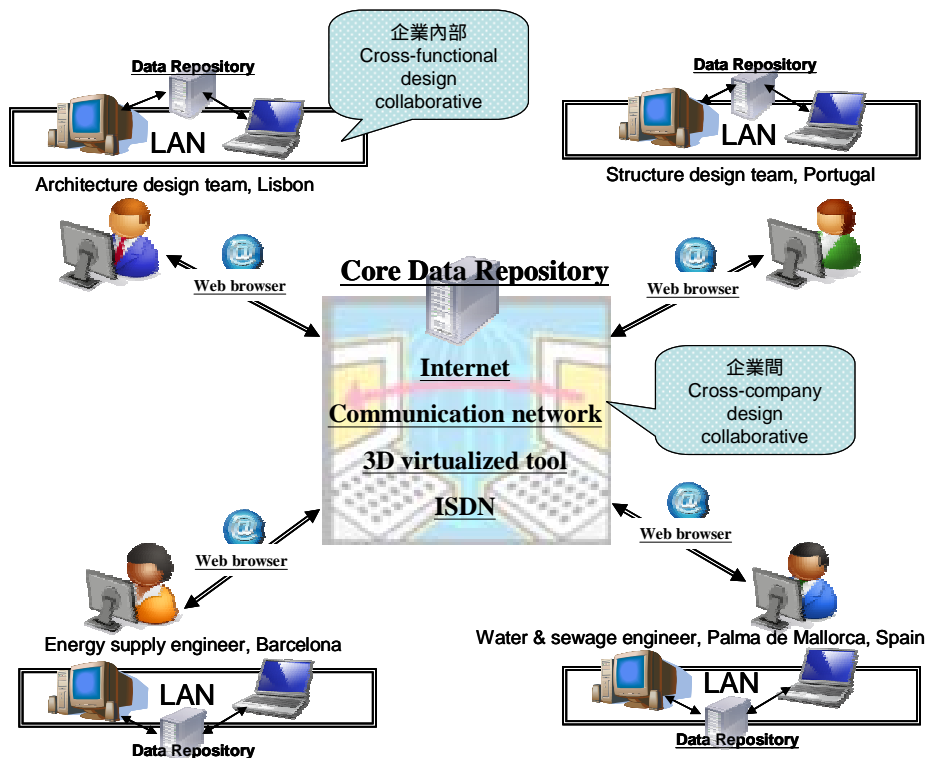 企業內部
Cross-functional
design
collaborative
Data Repository
LAN
Architecture design team, Lisbon
Data Repository
LAN
Structure design team, Portugal
Web browser
Web browser
Core Data Repository
Internet
Communication network
3D virtualized tool
ISDN
企業間
Cross-company
design
collaborative
Web browser
Web browser
Energy supply engineer, Barcelona
LAN
Data Repository
Water & sewage engineer, Palma de Mallorca, Spain
LAN
Data Repository